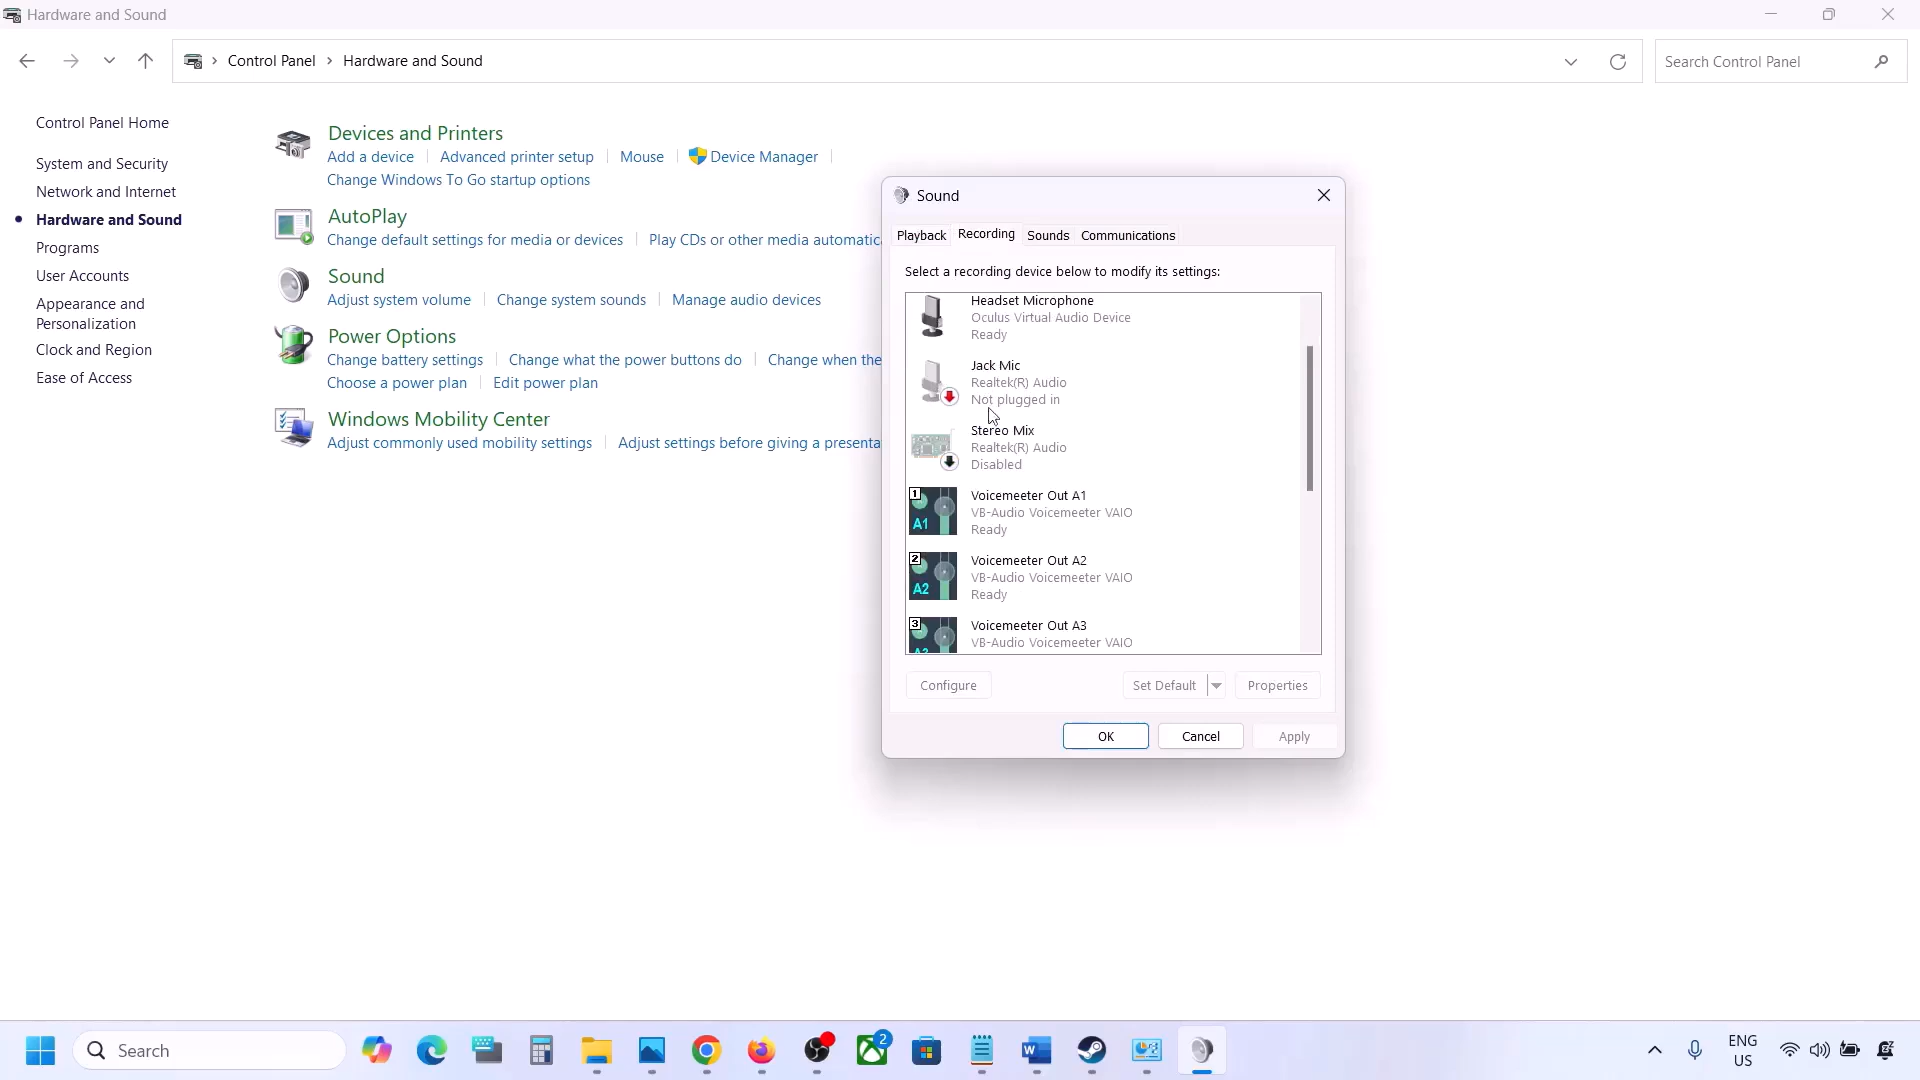 Hardware and Sound
Control Panel > Hardware and Sound
Search Control Panel
Control Panel Home
System and Security
Network and Internet
Hardware and Sound
Programs
User Accounts
Appearance and
Personalization
Clock and Region
Ease of Access
Devices and Printers
Add a device | Advanced printer setup | Mouse | Device Manager |
Change Windows To Go startup options
AutoPlay
Change default settings for media or devices | Play CDs or other media automatic
Sound
Adjust system volume | Change system sounds | Manage audio devices
Power Options
Change battery settings | Change what the power buttons do | Change when the
Choose a power plan | Edit power plan
Windows Mobility Center
Adjust commonly used mobility settings | Adjust settings before giving a presenta
Sound
Playback Recording Sounds Communications
Select a recording device below to modify its settings:
Headset Microphone
Oculus Virtual Audio Device
Ready
Jack Mic
Realtek(R) Audio
Not plugged in
Stereo Mix
Realtek(R) Audio
Disabled
1
A1
Voicemeeter Out A1
VB-Audio Voicemeeter VAIO
Ready
2
A2
Voicemeeter Out A2
VB-Audio Voicemeeter VAIO
Ready
3
A3
Voicemeeter Out A3
VB-Audio Voicemeeter VAIO
Configure Set Default Properties
OK Cancel Apply
Search
2
ENG
US